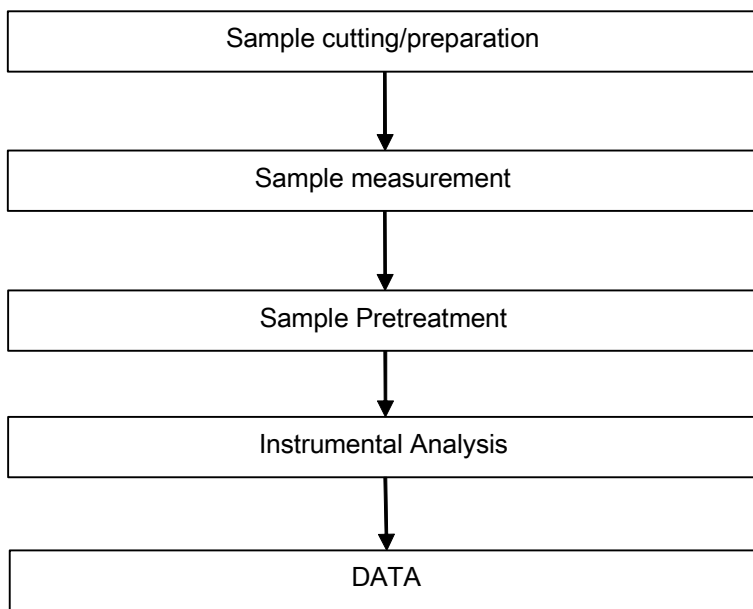 Sample cutting/preparation
Sample measurement
Sample Pretreatment
Instrumental Analysis
DATA